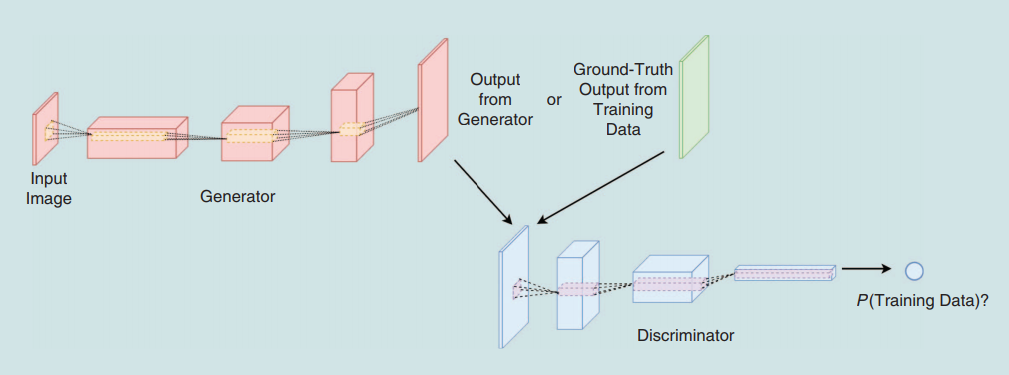 Input
Image
Generator
Output
from
Generator
or
Ground-Truth
Output from
Training
Data
Discriminator
P(Training Data)?